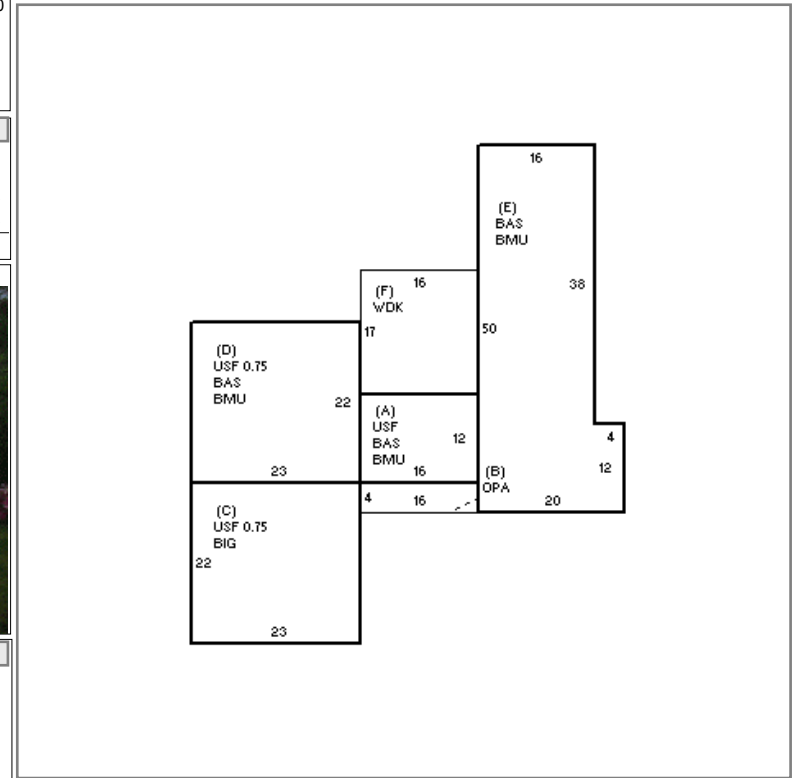 16
(E)
BAS
BMU
38
50
16
(F)
WDK
17
(D)
USF 0.75
BAS
BMU
22
23
(A)
USF
BAS
BMU
12
16
4
12
(B)
OPA
20
4
16
(C)
USF 0.75
BIG
22
23